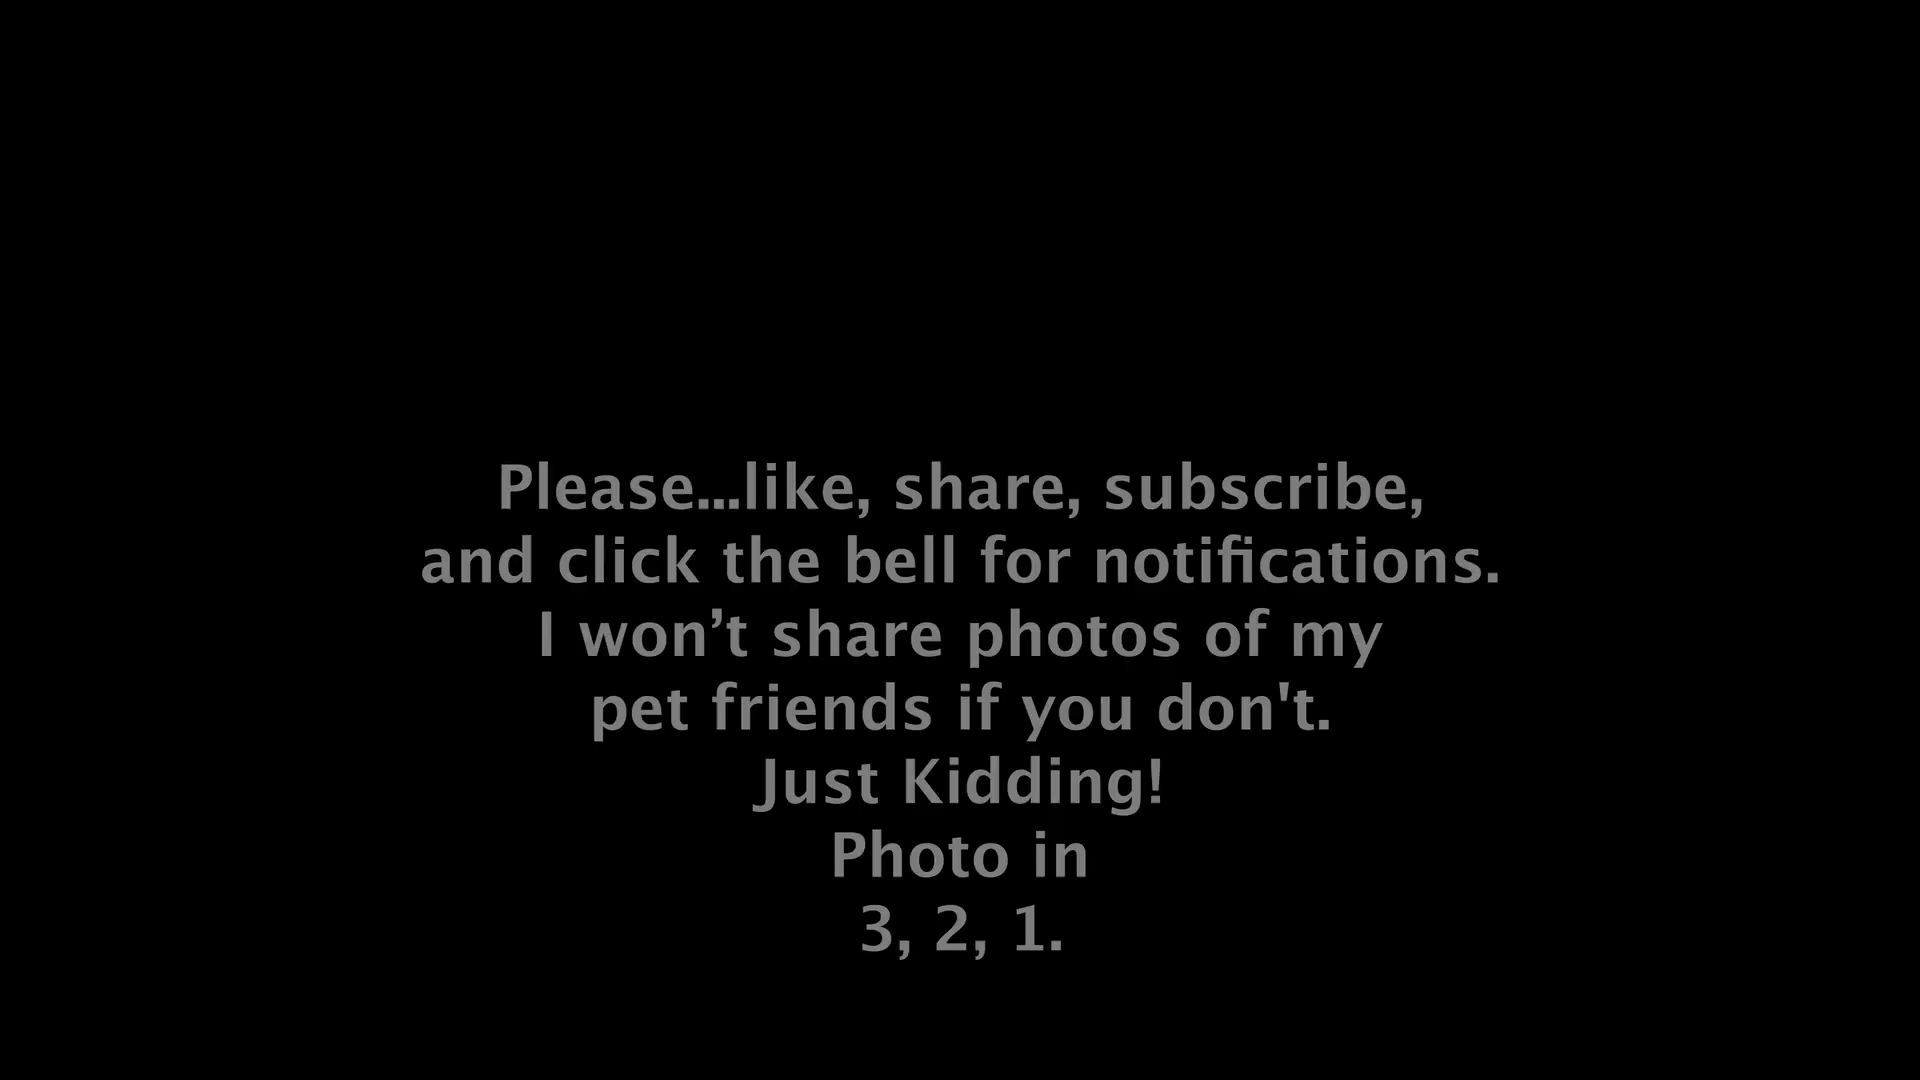 Please...like, share, subscribe,
and click the bell for notifications.
I won’t share photos of my
pet friends if you don't.
Just Kidding!
Photo in
3, 2, 1.